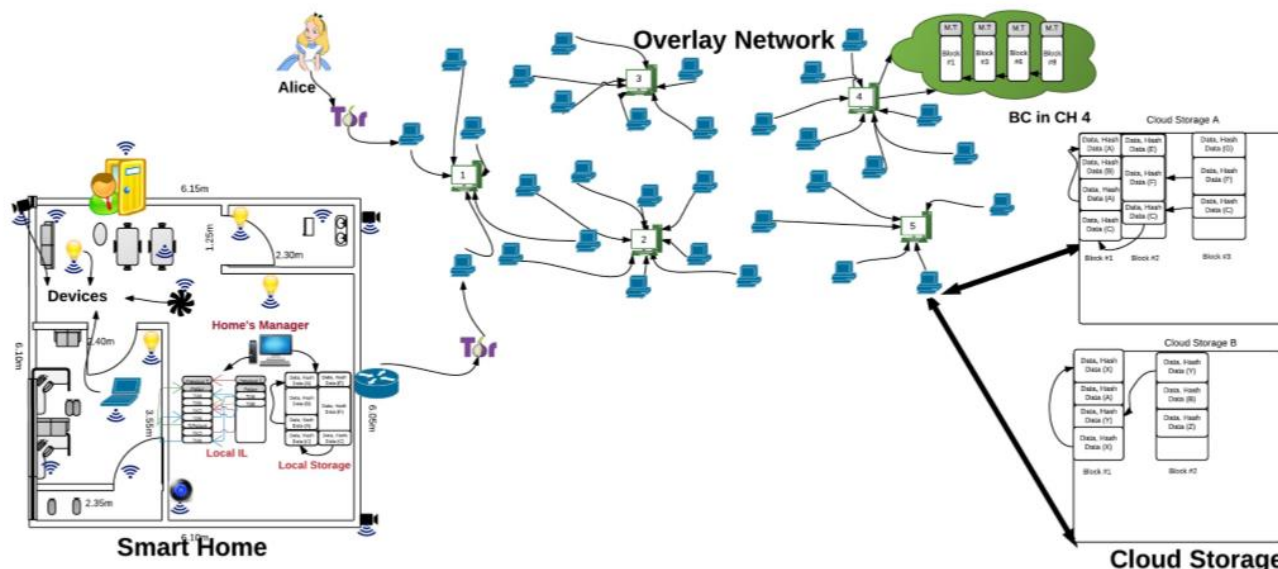 Overlay Network
Alice
Tor
1
2
3
4
5
M.T
M.T
M.T
M.T
Block
#1
Block
#3
Block
#6
Block
#8
BC in CH 4
Cloud Storage A
Data, Hash
Data (A)
Data, Hash
Data (B)
Data, Hash
Data (A)
Data, Hash
Data (C)
Data, Hash
Data (E)
Data, Hash
Data (F)
Data, Hash
Data (C)
Data, Hash
Data (G)
Data, Hash
Data (F)
Data, Hash
Data (C)
Block #1
Block #2
Block #3
Cloud Storage B
Data, Hash
Data (X)
Data, Hash
Data (A)
Data, Hash
Data (Y)
Data, Hash
Data (X)
Data, Hash
Data (Y)
Data, Hash
Data (B)
Data, Hash
Data (Z)
Block #1
Block #2
Cloud Storage
6.15m
1.25m
2.30m
Devices
Home's Manager
Tor
6.10m
2.40m
3.55m
6.05m
Local IL
Local Storage
2.35m
6.10m
Smart Home